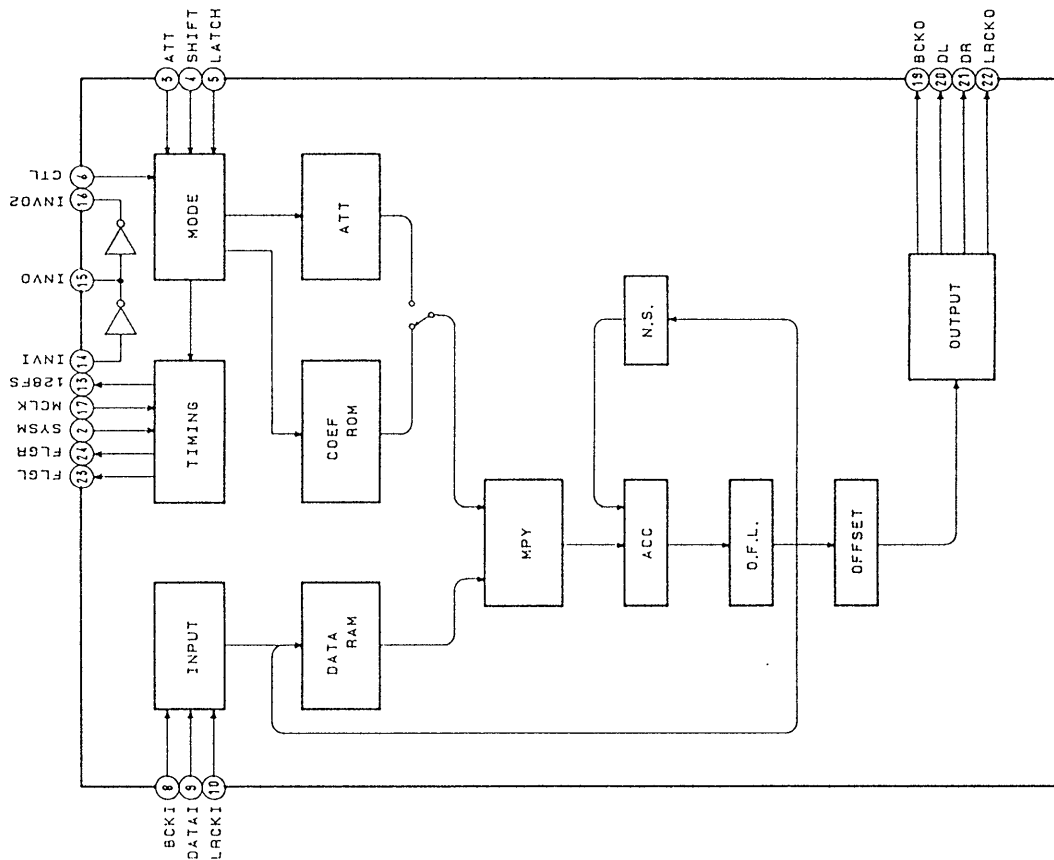 FLGL 23
FLGR 24
SYSM 2
MCLK 17
128FS 13
INVI 14
INVO 15
INVO2 16
CTL 6
3 ATT
4 SHIFT
5 LATCH
BCKI 8
DATAI 9
LRCKI 10
INPUT
TIMING
MODE
DATA
RAM
COEF
ROM
ATT
MPY
ACC
N.S.
O.F.L.
OFFSET
OUTPUT
19 BCKO
20 DL
21 DR
22 LRCKO